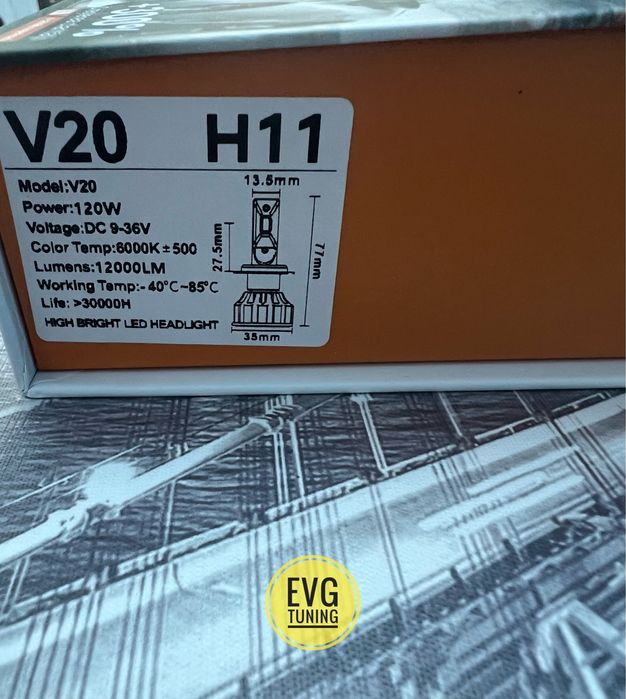 V20 H11
Model:V20
Power:120W
Voltage:DC 9-36V
Color Temp:6000K±500
Lumens:12000LM
Working Temp:-40°C~85°C
Life: >30000H
HIGH BRIGHT LED HEADLIGHT
13.5mm
27.5mm
77mm
35mm
EVG
TUNING